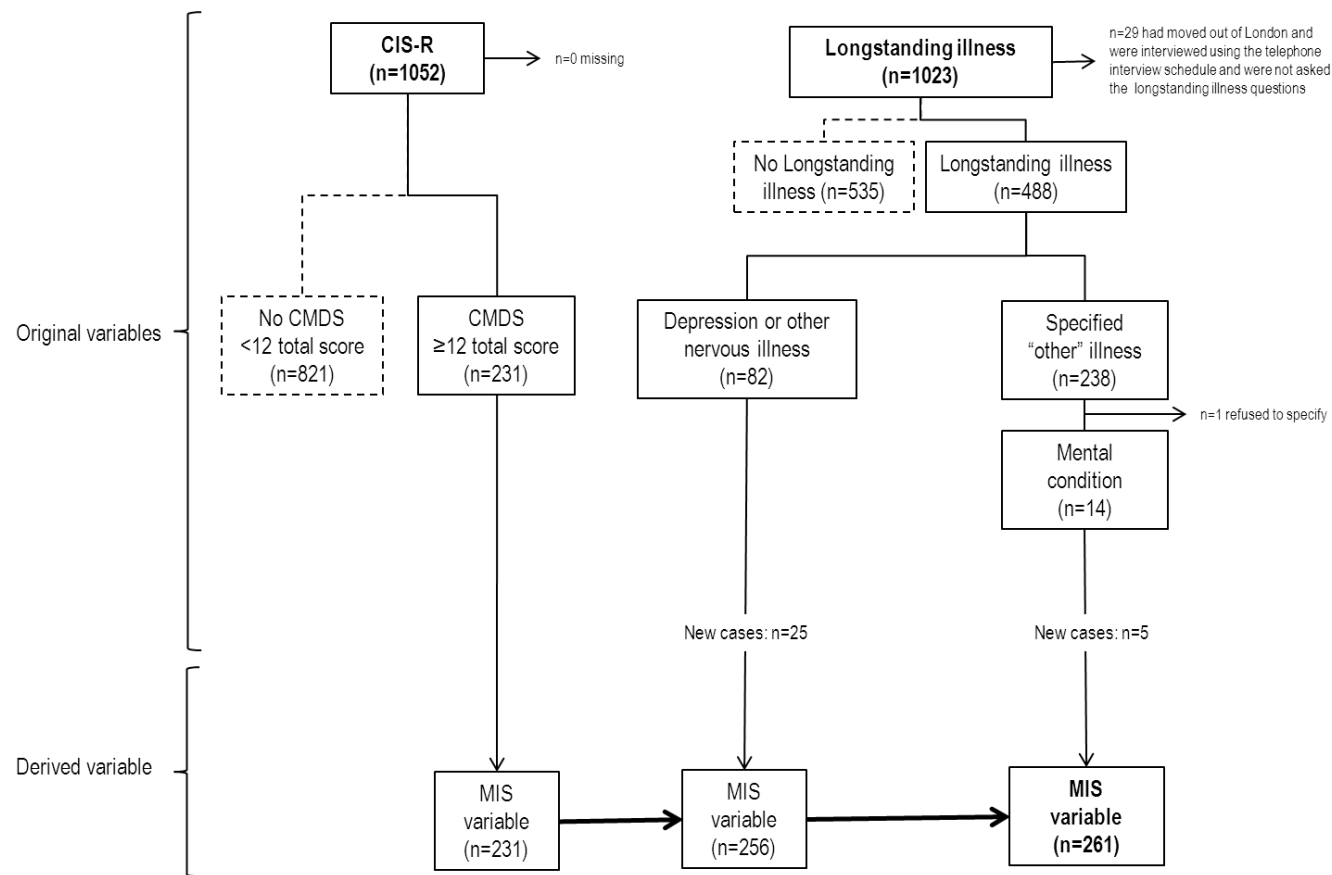 CIS-R
(n=1052)
n=0 missing
Longstanding illness
(n=1023)
n=29 had moved out of London and
were interviewed using the telephone
interview schedule and were not asked
the longstanding illness questions
No Longstanding
illness (n=535)
Longstanding illness
(n=488)
Original variables
No CMDS
<12 total score
(n=821)
CMDS
≥12 total score
(n=231)
Depression or other
nervous illness
(n=82)
Specified
“other” illness
(n=238)
n=1 refused to specify
Mental
condition
(n=14)
New cases: n=25
New cases: n=5
Derived variable
MIS
variable
(n=231)
MIS
variable
(n=256)
MIS
variable
(n=261)